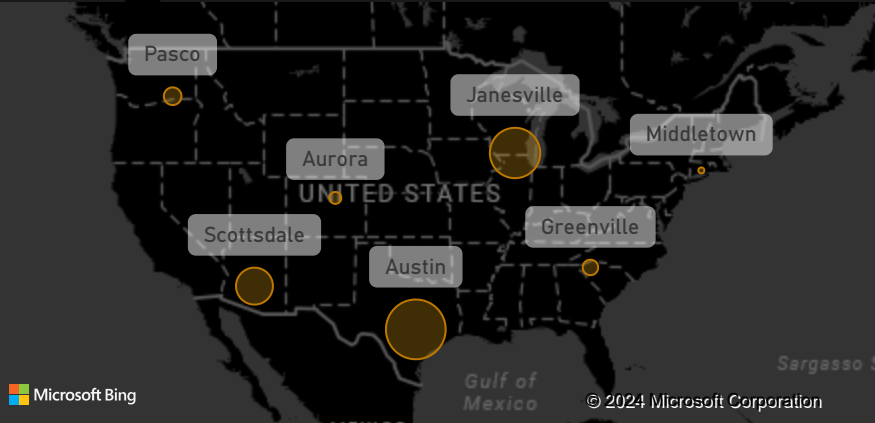 Pasco
Janesville
Middletown
Aurora
UNITED STATES
Scottsdale
Greenville
Austin
Sargasso S
Gulf of
Mexico
Microsoft Bing
© 2024 Microsoft Corporation